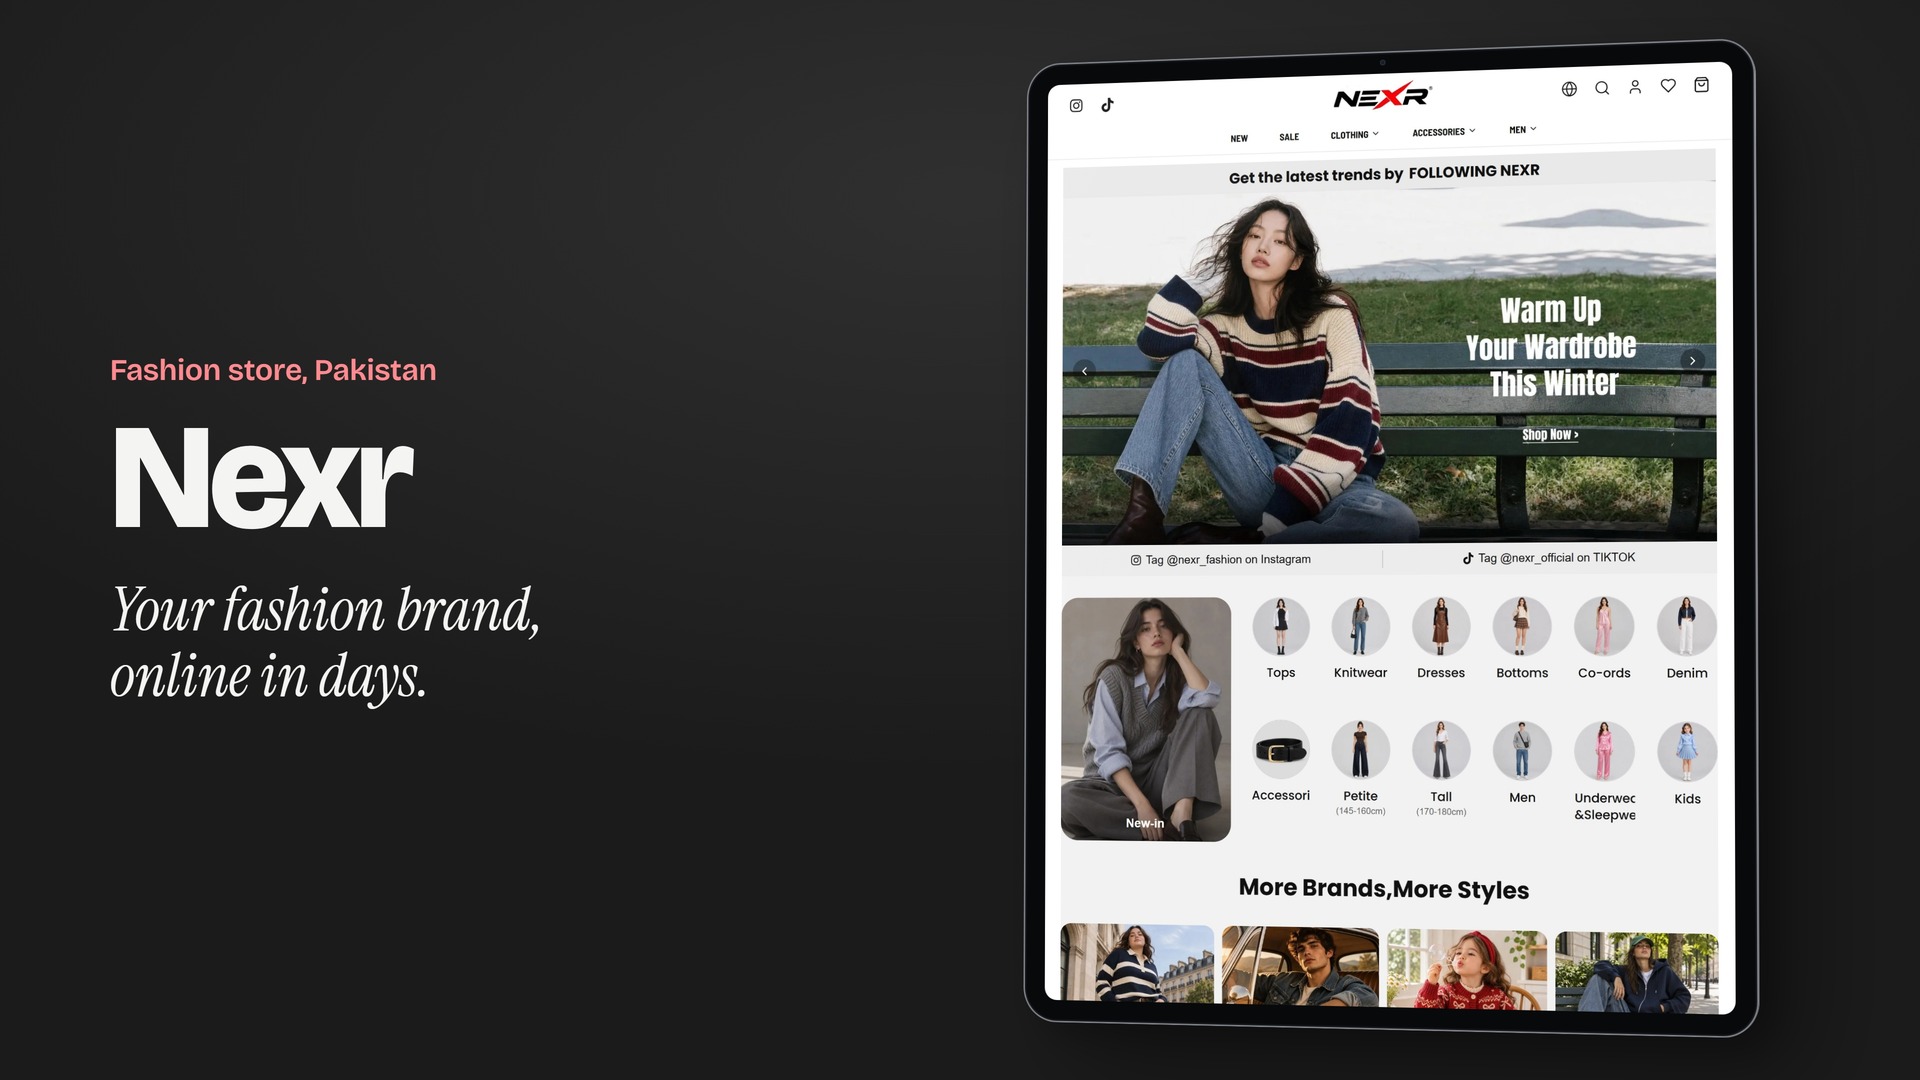 Fashion store, Pakistan
Nexr
Your fashion brand,
online in days.
NEXR®
NEW SALE CLOTHING ACCESSORIES MEN
Get the latest trends by FOLLOWING NEXR
Warm Up
Your Wardrobe
This Winter
Shop Now >
Tag @nexr_fashion on Instagram
Tag @nexr_official on TIKTOK
New-in
Tops Knitwear Dresses Bottoms Co-ords Denim
Accessori Petite Tall Men Underwec Kids
(145-160cm) (170-180cm) &Sleepwe
More Brands,More Styles